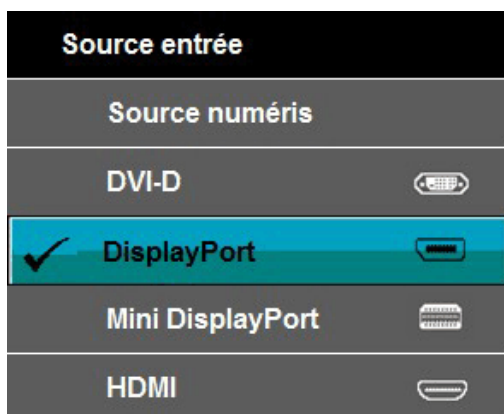 Source entrée
Source numéris
DVI-D
DisplayPort
Mini DisplayPort
HDMI